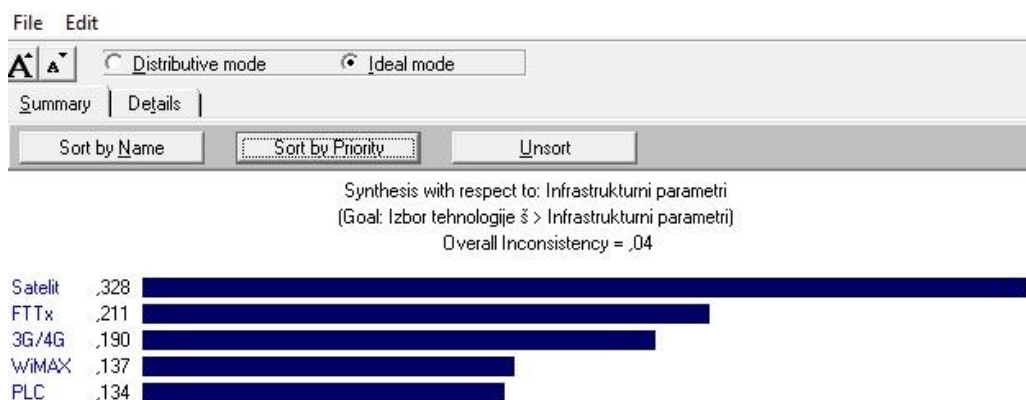 File Edit
A A Distributive mode Ideal mode
Summary Details
Sort by Name Sort by Priority Unsort
Synthesis with respect to: Infrastrukturni parametri
(Goal: Izbor tehnologije š > Infrastrukturni parametri)
Overall Inconsistency = ,04
Satelit ,328
FTTx ,211
3G/4G ,190
WiMAX ,137
PLC ,134